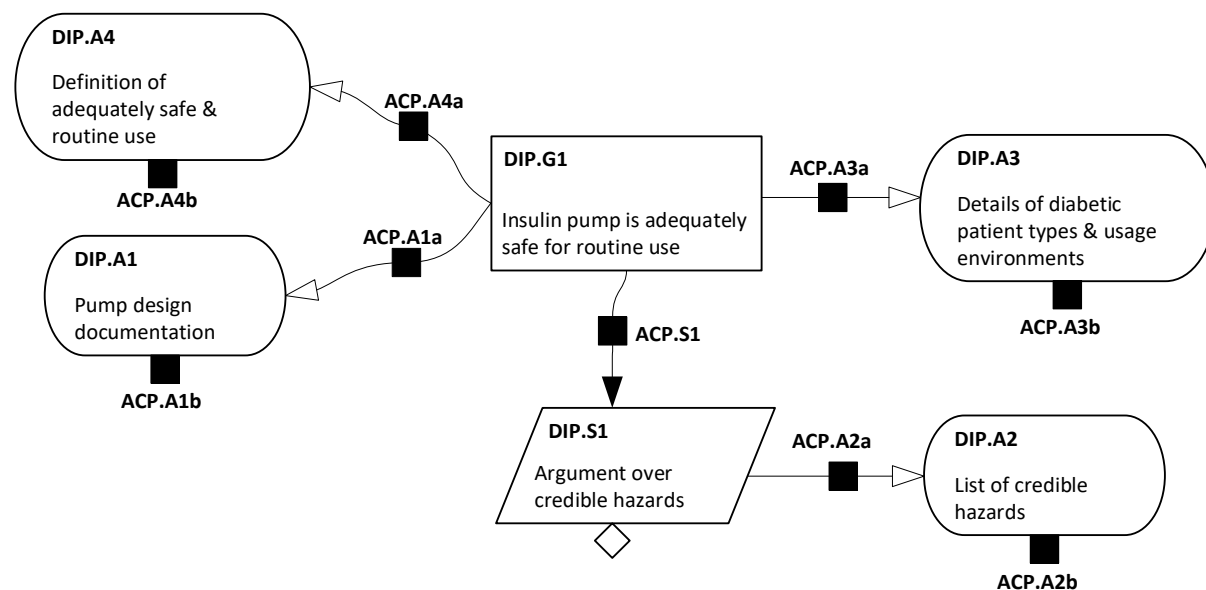 DIP.A4
Definition of
adequately safe &
routine use
ACP.A4b
ACP.A4a
DIP.G1
Insulin pump is adequately
safe for routine use
ACP.A3a
DIP.A3
Details of diabetic
patient types & usage
environments
ACP.A3b
DIP.A1
Pump design
documentation
ACP.A1b
ACP.A1a
ACP.S1
DIP.S1
Argument over
credible hazards
ACP.A2a
DIP.A2
List of credible
hazards
ACP.A2b